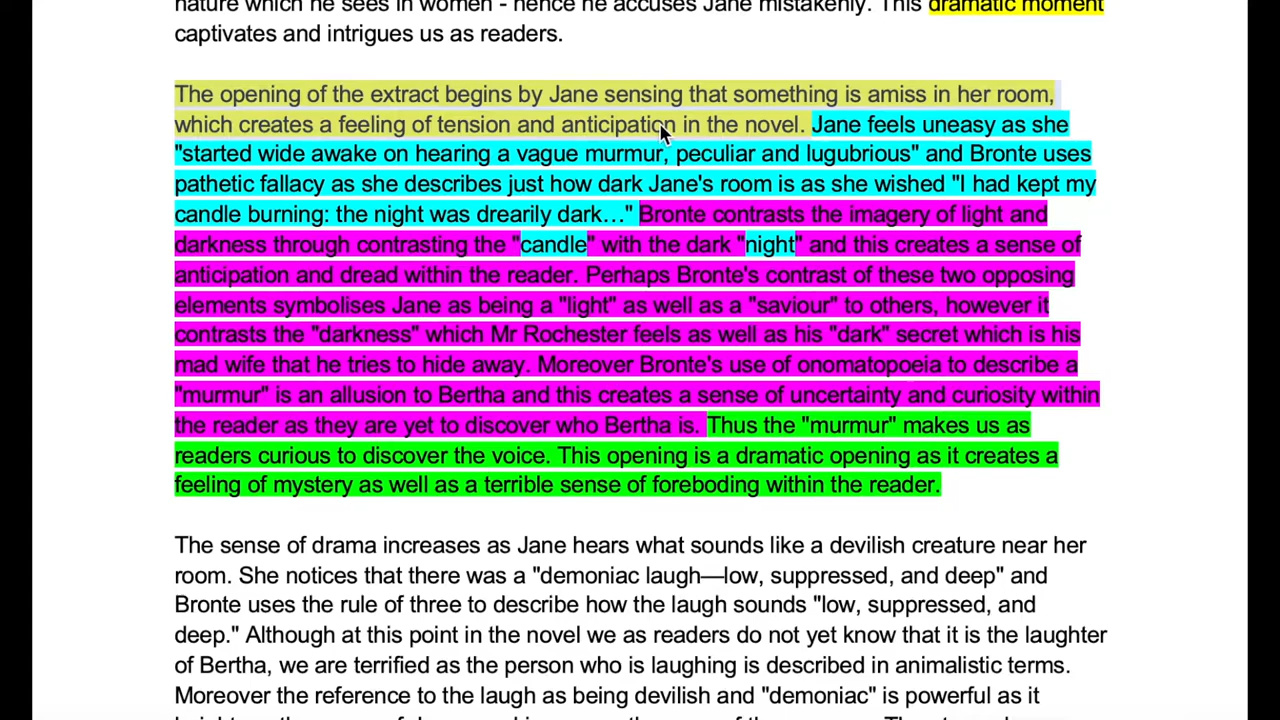 nature which he sees in women - hence he accuses Jane mistakenly. This dramatic moment
captivates and intrigues us as readers.
The opening of the extract begins by Jane sensing that something is amiss in her room,
which creates a feeling of tension and anticipation in the novel. Jane feels uneasy as she
"started wide awake on hearing a vague murmur, peculiar and lugubrious" and Bronte uses
pathetic fallacy as she describes just how dark Jane's room is as she wished "I had kept my
candle burning: the night was drearily dark…" Bronte contrasts the imagery of light and
darkness through contrasting the "candle" with the dark "night" and this creates a sense of
anticipation and dread within the reader. Perhaps Bronte's contrast of these two opposing
elements symbolises Jane as being a "light" as well as a "saviour" to others, however it
contrasts the "darkness" which Mr Rochester feels as well as his "dark" secret which is his
mad wife that he tries to hide away. Moreover Bronte's use of onomatopoeia to describe a
"murmur" is an allusion to Bertha and this creates a sense of uncertainty and curiosity within
the reader as they are yet to discover who Bertha is. Thus the "murmur" makes us as
readers curious to discover the voice. This opening is a dramatic opening as it creates a
feeling of mystery as well as a terrible sense of foreboding within the reader.
The sense of drama increases as Jane hears what sounds like a devilish creature near her
room. She notices that there was a "demoniac laugh—low, suppressed, and deep" and
Bronte uses the rule of three to describe how the laugh sounds "low, suppressed, and
deep." Although at this point in the novel we as readers do not yet know that it is the laughter
of Bertha, we are terrified as the person who is laughing is described in animalistic terms.
Moreover the reference to the laugh as being devilish and "demoniac" is powerful as it